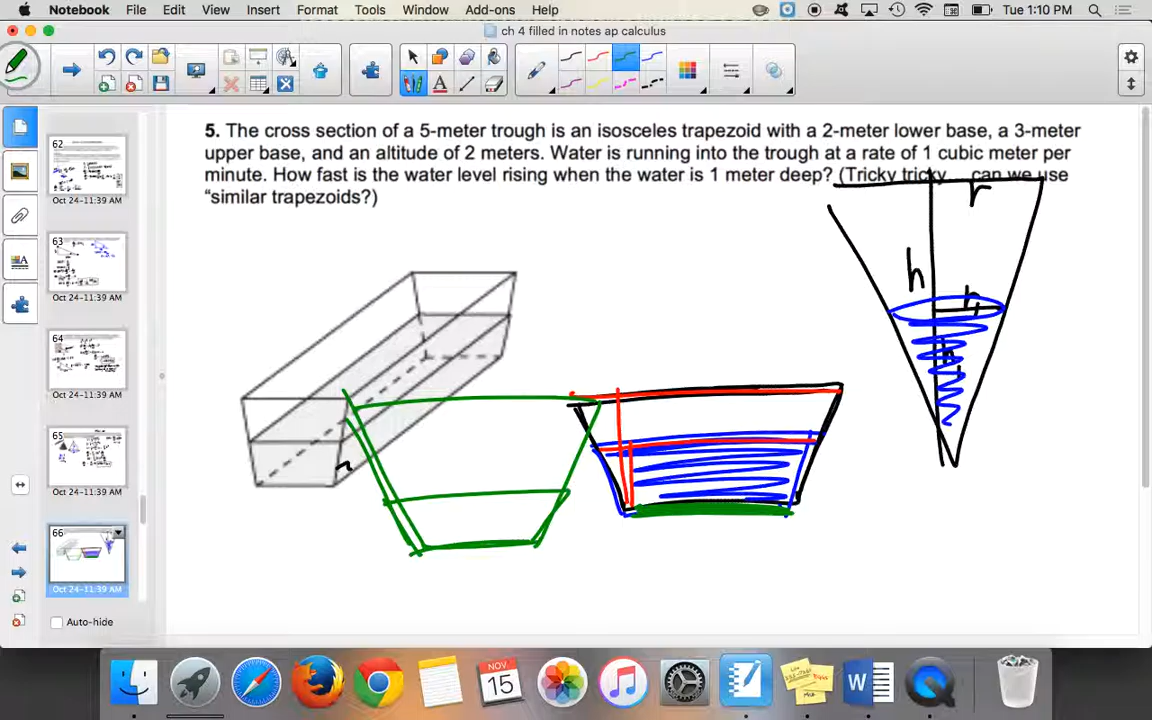 Notebook File Edit View Insert Format Tools Window Add-ons Help Tue 1:10 PM
ch 4 filled in notes ap calculus
5. The cross section of a 5-meter trough is an isosceles trapezoid with a 2-meter lower base, a 3-meter
upper base, and an altitude of 2 meters. Water is running into the trough at a rate of 1 cubic meter per
minute. How fast is the water level rising when the water is 1 meter deep? (Tricky tricky... can we use
“similar trapezoids?)
r
h
62
Oct 24-11:39 AM
63
Oct 24-11:39 AM
64
Oct 24-11:39 AM
65
Oct 24-11:39 AM
66
Oct 24-11:39 AM
Auto-hide
NOV.
15